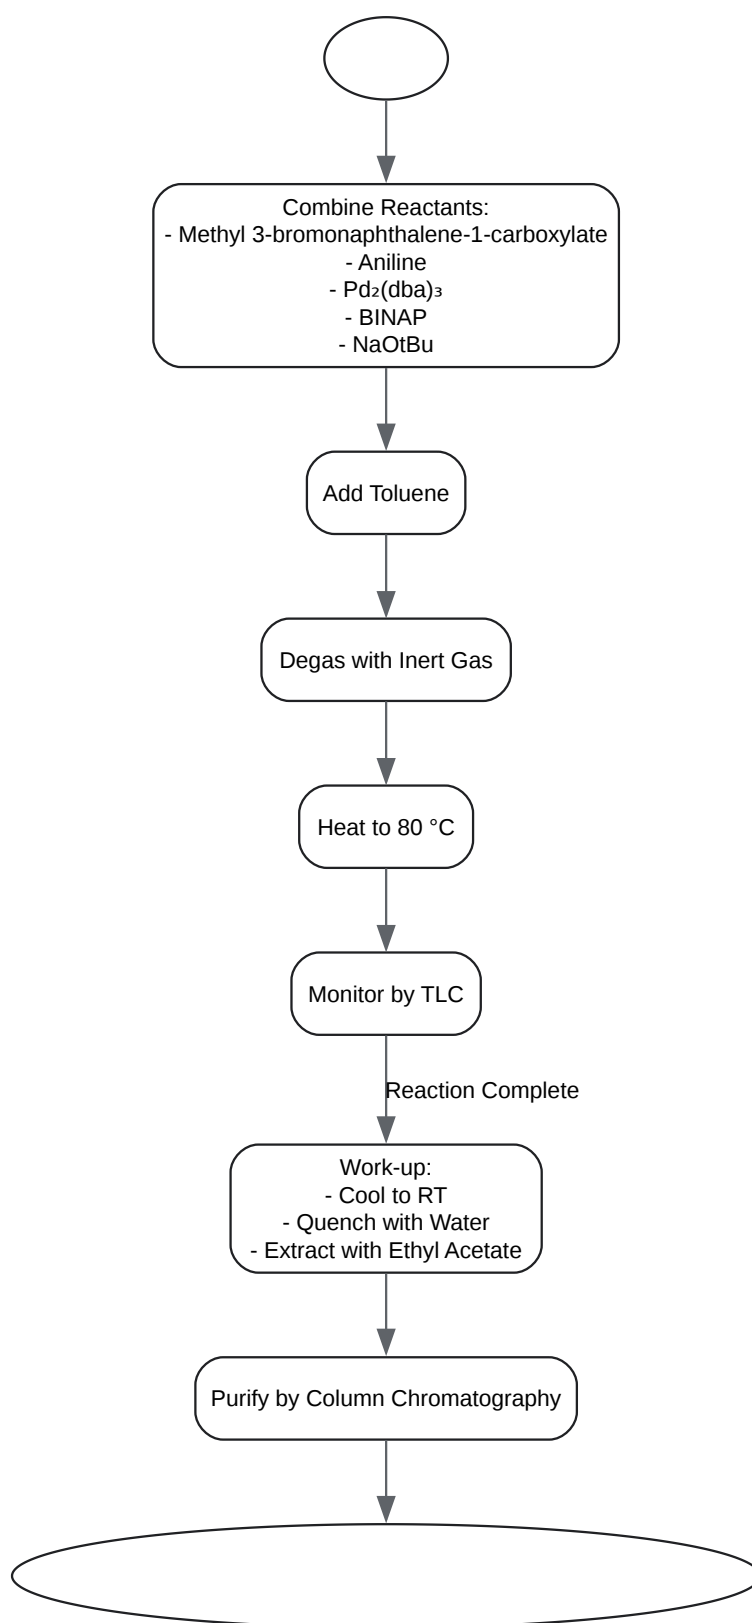 Combine Reactants:
- Methyl 3-bromonaphthalene-1-carboxylate
- Aniline
- Pd₂(dba)₃
- BINAP
- NaOtBu
Add Toluene
Degas with Inert Gas
Heat to 80 °C
Monitor by TLC
Reaction Complete
Work-up:
- Cool to RT
- Quench with Water
- Extract with Ethyl Acetate
Purify by Column Chromatography